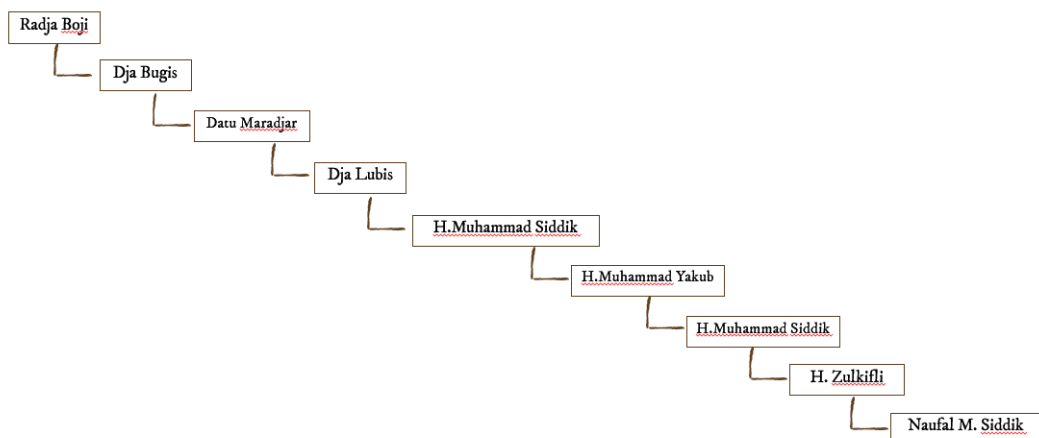 Radja Boji
Dja Bugis
Datu Maradjar
Dja Lubis
H.Muhammad Siddik
H.Muhammad Yakub
H.Muhammad Siddik
H. Zulkifli
Naufal M. Siddik